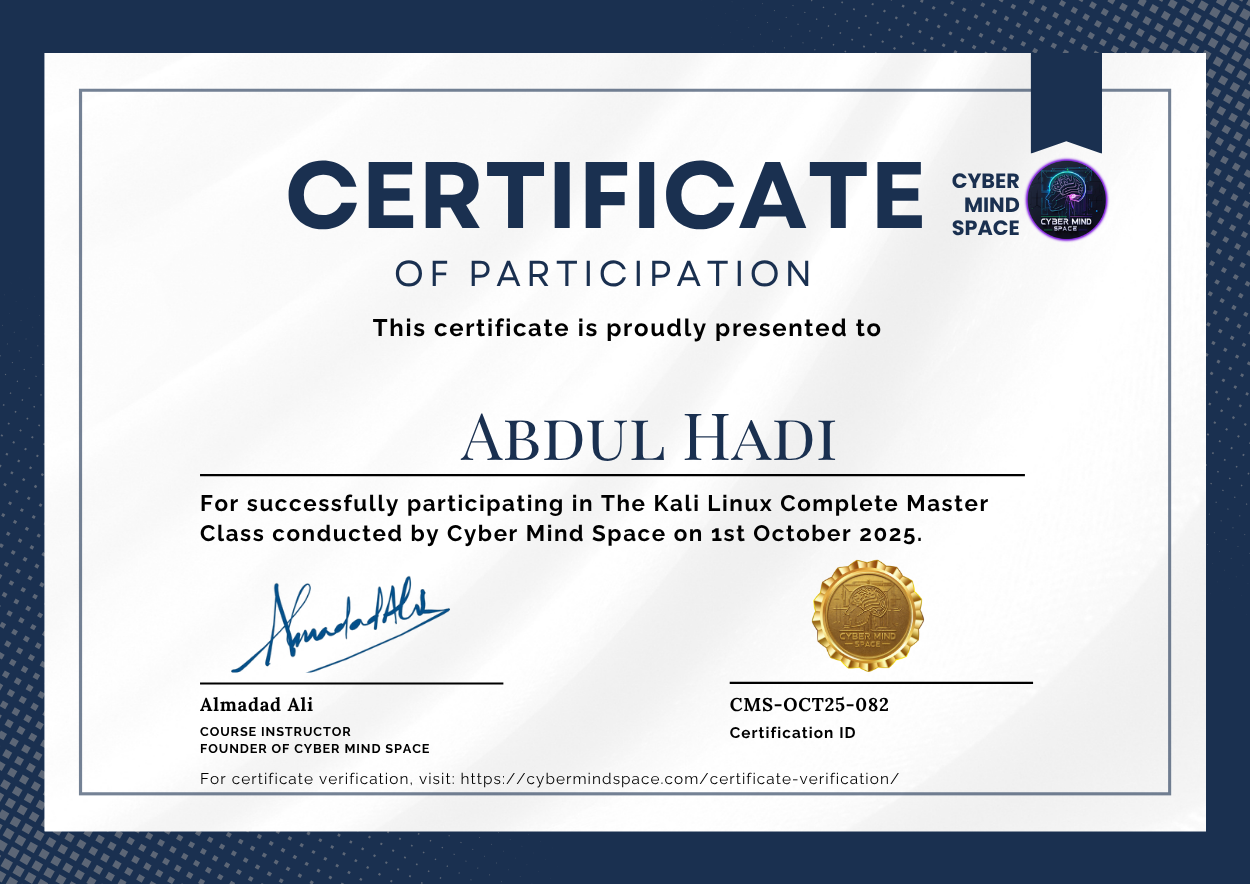 CERTIFICATE
CYBER
MIND
SPACE
CYBER MIND
SPACE
OF PARTICIPATION
This certificate is proudly presented to
ABDUL HADI
For successfully participating in The Kali Linux Complete Master
Class conducted by Cyber Mind Space on 1st October 2025.
Almadad Ali
CYBER MIND
SPACE
Almadad Ali
COURSE INSTRUCTOR
FOUNDER OF CYBER MIND SPACE
CMS-OCT25-082
Certification ID
For certificate verification, visit: https://cybermindspace.com/certificate-verification/